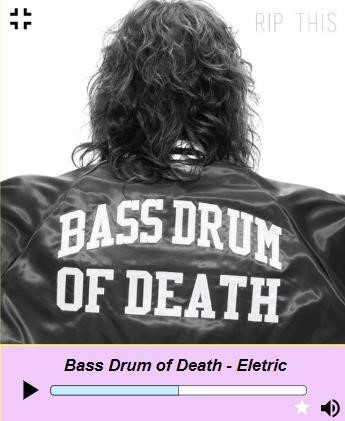 RIP THIS
BASS DRUM
OF DEATH
Bass Drum of Death - Eletric